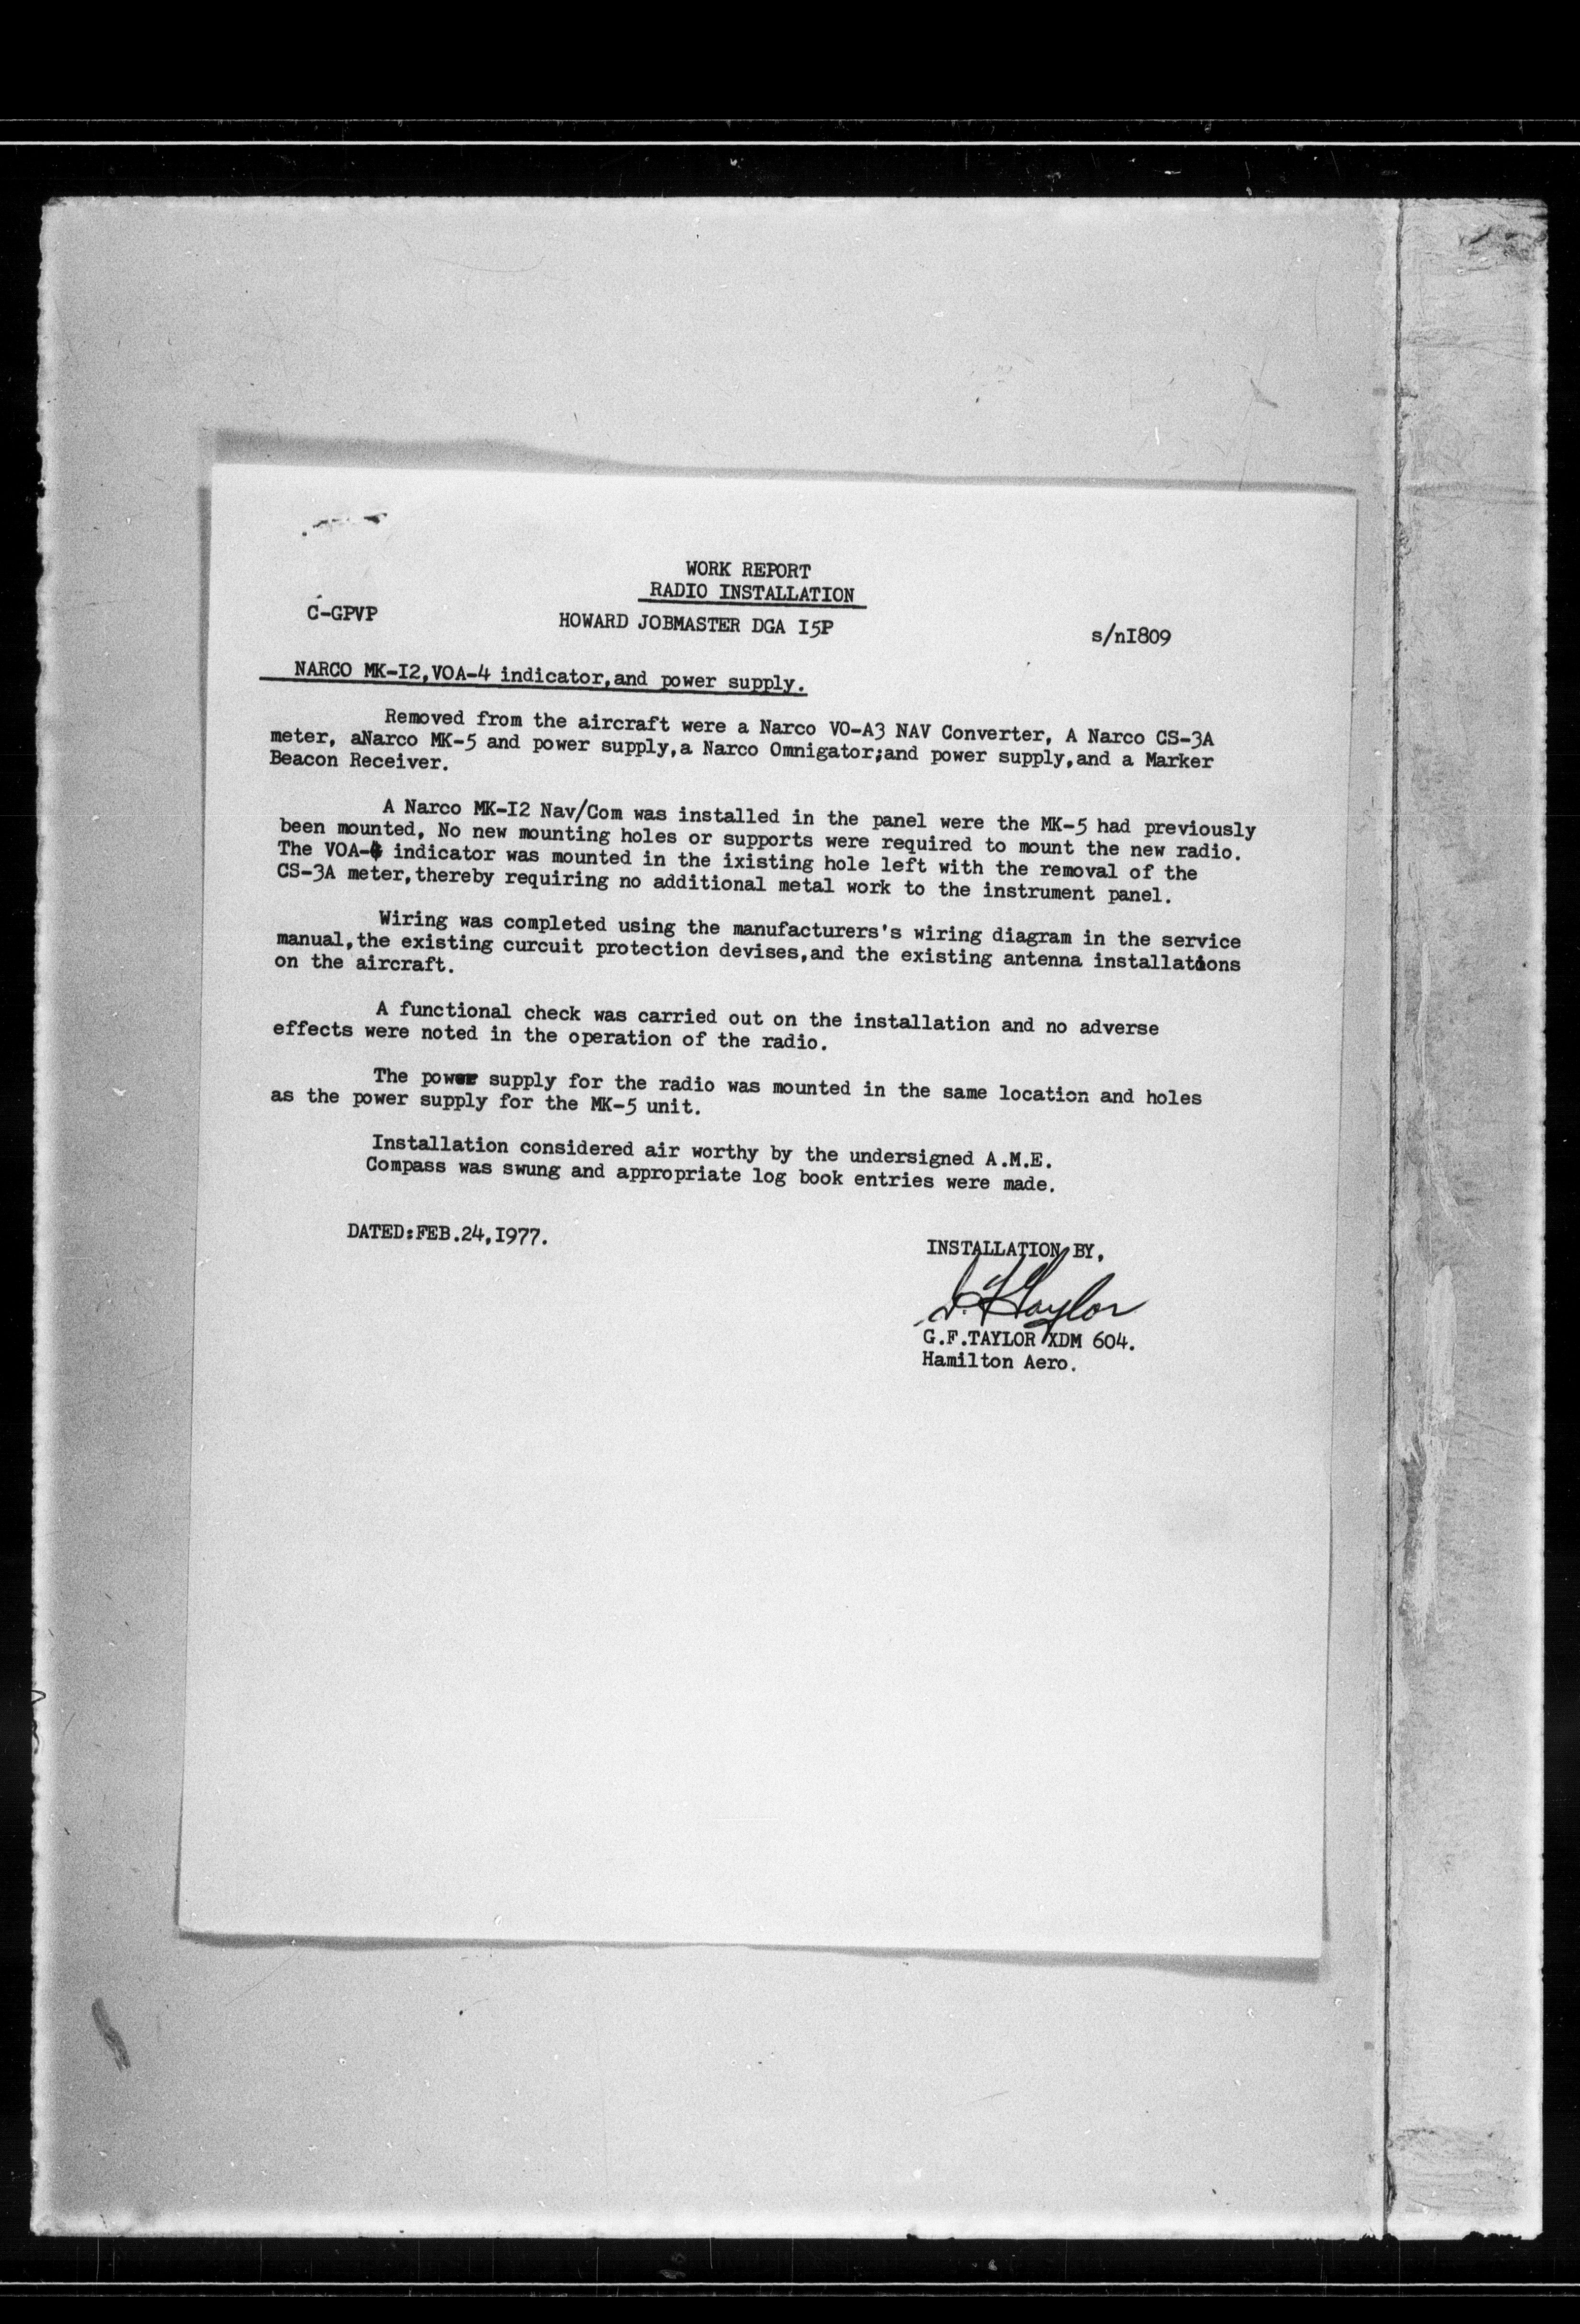 WORK REPORT
RADIO INSTALLATION
C-GPVP HOWARD JOBMASTER DGA I5P s/nI809
NARCO MK-I2,VOA-4 indicator,and power supply.
Removed from the aircraft were a Narco VO-A3 NAV Converter, A Narco CS-3A
meter, aNarco MK-5 and power supply,a Narco Omnigator;and power supply,and a Marker
Beacon Receiver.
A Narco MK-I2 Nav/Com was installed in the panel were the MK-5 had previously
been mounted. No new mounting holes or supports were required to mount the new radio.
The VOA-4 indicator was mounted in the ixisting hole left with the removal of the
CS-3A meter,thereby requiring no additional metal work to the instrument panel.
Wiring was completed using the manufacturers's wiring diagram in the service
manual,the existing curcuit protection devises,and the existing antenna installations
on the aircraft.
A functional check was carried out on the installation and no adverse
effects were noted in the operation of the radio.
The power supply for the radio was mounted in the same location and holes
as the power supply for the MK-5 unit.
Installation considered air worthy by the undersigned A.M.E.
Compass was swung and appropriate log book entries were made.
DATED:FEB.24,I977.
INSTALLATION BY,
G.F.Taylor
G.F.TAYLOR XDM 604.
Hamilton Aero.